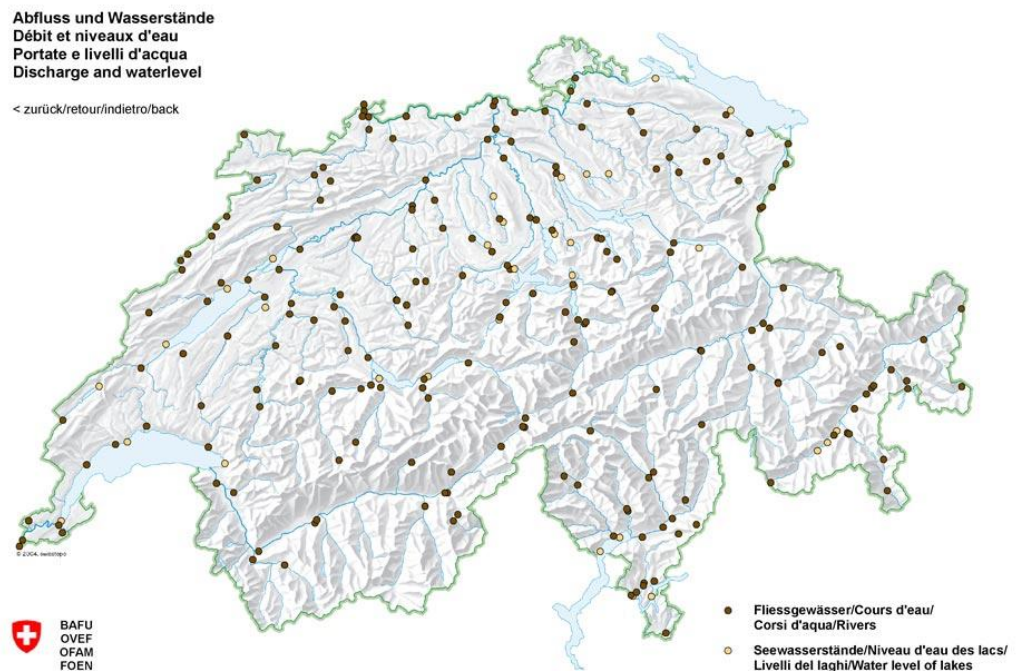 Abfluss und Wasserstände
Débit et niveaux d'eau
Portate e livelli d'acqua
Discharge and waterlevel
< zurück/retour/indietro/back
© 2004, swisstopo
BAFU
OVEF
OFAM
FOEN
Fliessgewässer/Cours d'eau/
Corsi d'aqua/Rivers
Seewasserstände/Niveau d'eau des lacs/
Livelli del laghi/Water level of lakes